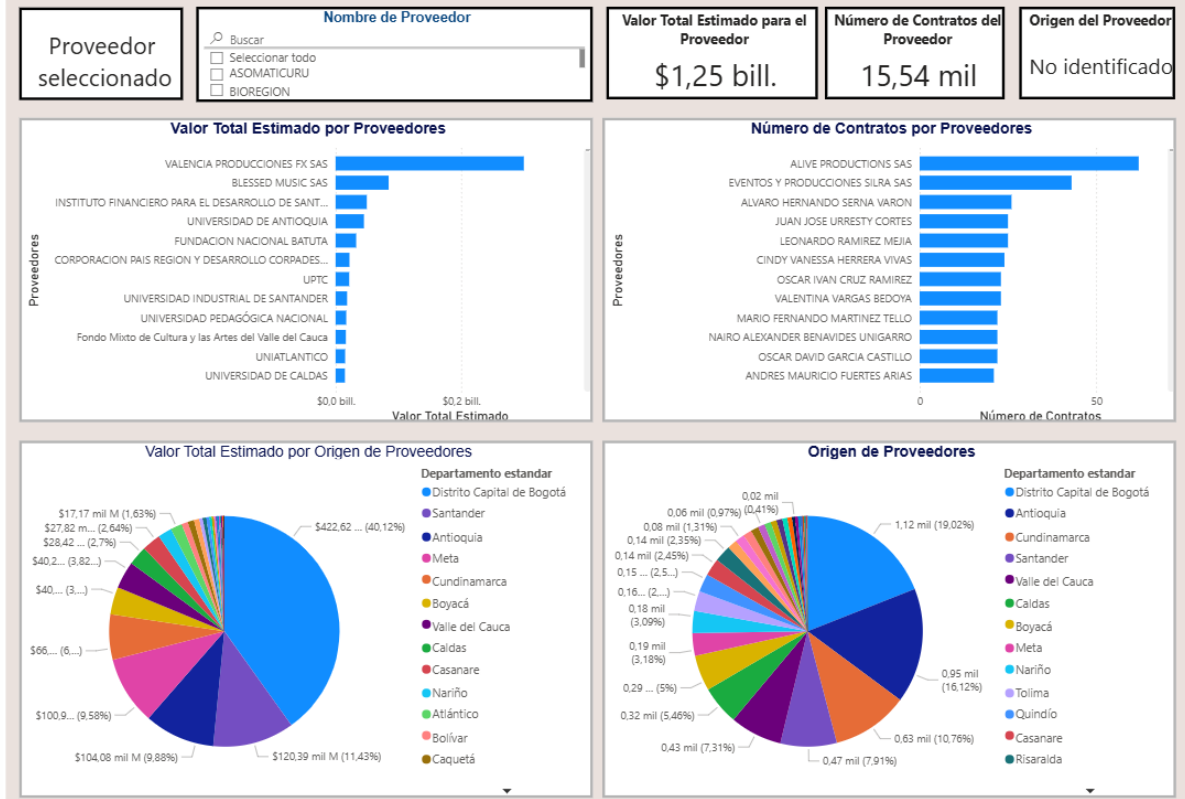 Proveedor
seleccionado
Nombre de Proveedor
Buscar
Seleccionar todo
ASOMATICURU
BIOREGION
Valor Total Estimado para el
Proveedor
$1,25 bill.
Número de Contratos del
Proveedor
15,54 mil
Origen del Proveedor
No identificado
Valor Total Estimado por Proveedores
Proveedores
VALENCIA PRODUCCIONES FX SAS
BLESSED MUSIC SAS
INSTITUTO FINANCIERO PARA EL DESARROLLO DE SANT...
UNIVERSIDAD DE ANTIOQUIA
FUNDACION NACIONAL BATUTA
CORPORACION PAIS REGION Y DESARROLLO CORPADES...
UPTC
UNIVERSIDAD INDUSTRIAL DE SANTANDER
UNIVERSIDAD PEDAGÓGICA NACIONAL
Fondo Mixto de Cultura y las Artes del Valle del Cauca
UNIATLANTICO
UNIVERSIDAD DE CALDAS
$0,0 bill.
$0,2 bill.
Valor Total Estimado
Número de Contratos por Proveedores
Proveedores
ALIVE PRODUCTIONS SAS
EVENTOS Y PRODUCCIONES SILRA SAS
ALVARO HERNANDO SERNA VARON
JUAN JOSE URRESTY CORTES
LEONARDO RAMIREZ MEJIA
CINDY VANESSA HERRERA VIVAS
OSCAR IVAN CRUZ RAMIREZ
VALENTINA VARGAS BEDOYA
MARIO FERNANDO MARTINEZ TELLO
NAIRO ALEXANDER BENAVIDES UNIGARRO
OSCAR DAVID GARCIA CASTILLO
ANDRES MAURICIO FUERTES ARIAS
0
50
Número de Contratos
Valor Total Estimado por Origen de Proveedores
$17,17 mil M (1,63%)
$27,82 m... (2,64%)
$28,42 ... (2,7%)
$40,2... (3,82...)
$40,... (3,...)
$66,... (6,...)
$100,9... (9,58%)
$104,08 mil M (9,88%)
$120,39 mil M (11,43%)
$422,62 ... (40,12%)
Departamento estandar
Distrito Capital de Bogotá
Santander
Antioquia
Meta
Cundinamarca
Boyacá
Valle del Cauca
Caldas
Casanare
Nariño
Atlántico
Bolívar
Caquetá
Origen de Proveedores
0,02 mil
(0,41%)
0,06 mil (0,97%)
0,08 mil (1,31%)
0,14 mil (2,35%)
0,14 mil (2,45%)
0,15 ... (2,5...)
0,16... (2,...)
0,18 mil
(3,09%)
0,19 mil
(3,18%)
0,29 ... (5%)
0,32 mil (5,46%)
0,43 mil (7,31%)
0,47 mil (7,91%)
0,63 mil (10,76%)
0,95 mil
(16,12%)
1,12 mil (19,02%)
Departamento estandar
Distrito Capital de Bogotá
Antioquia
Cundinamarca
Santander
Valle del Cauca
Caldas
Boyacá
Meta
Nariño
Tolima
Quindío
Casanare
Risaralda